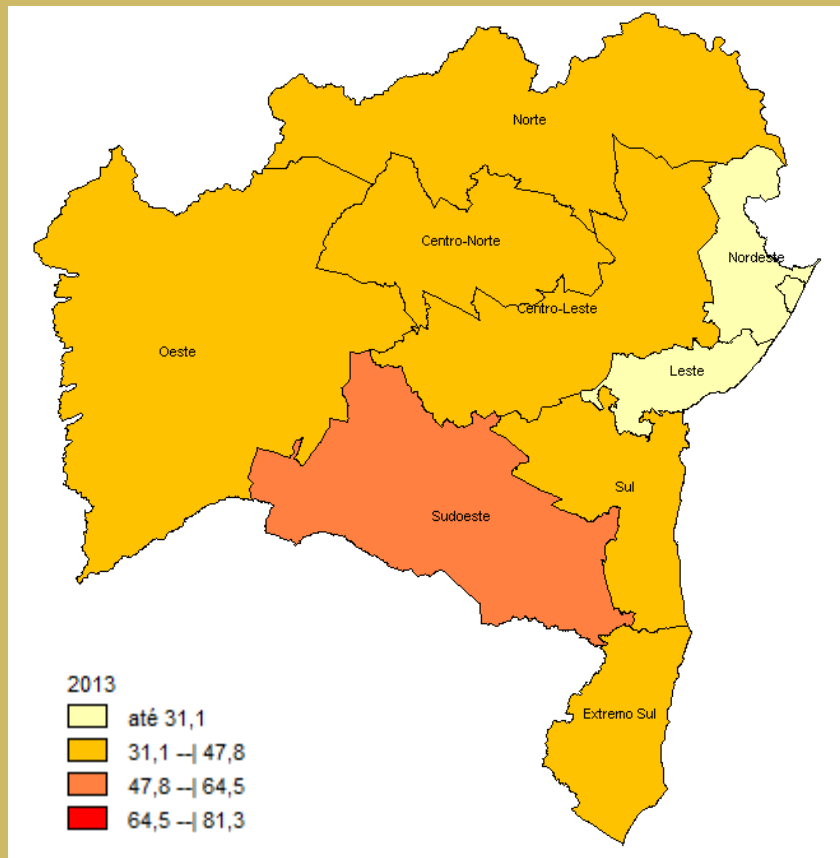 Norte
Centro-Norte
Nordeste
Centro-Leste
Oeste
Leste
Sul
Sudoeste
Extremo Sul
2013
até 31,1
31,1 --| 47,8
47,8 --| 64,5
64,5 --| 81,3